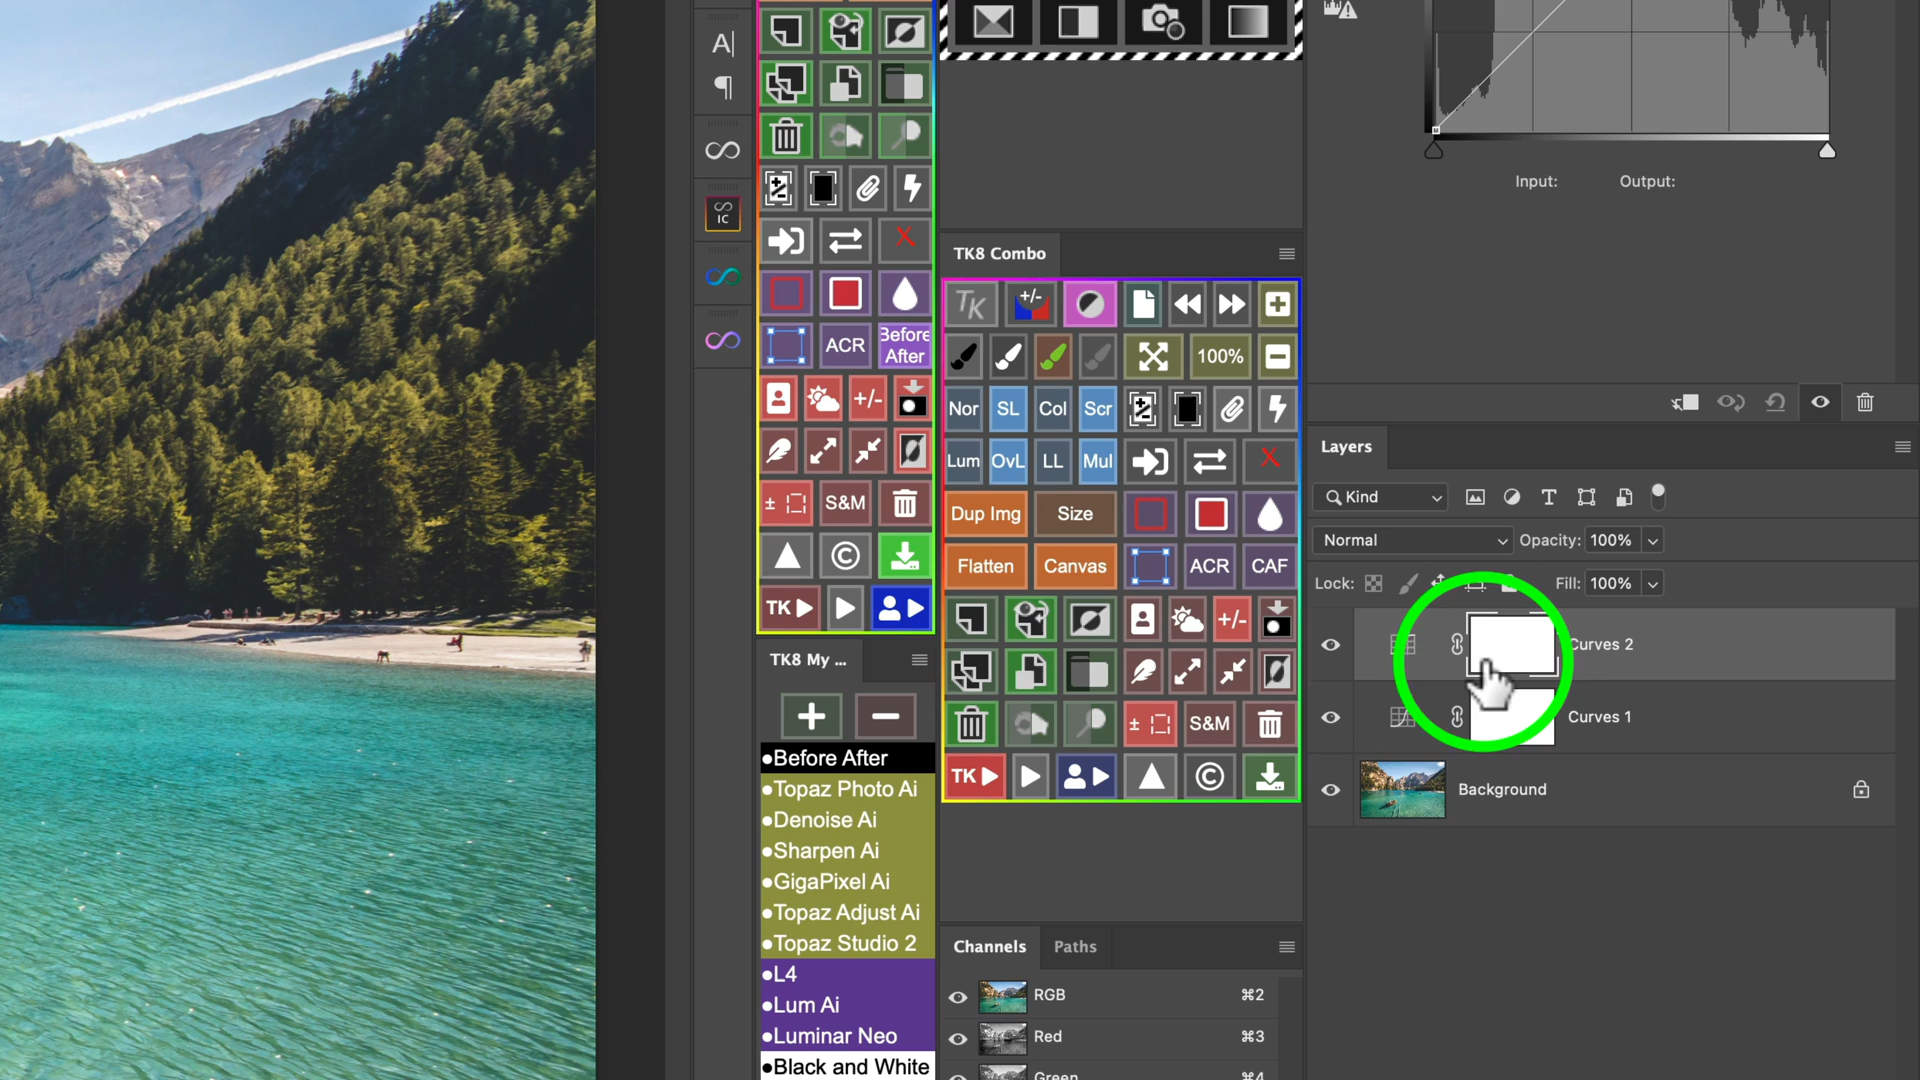 A|
¶
IC
ACR
Before
After
+/-
S&M
TK
TK8 My ...
Before After
Topaz Photo Ai
Denoise Ai
Sharpen Ai
GigaPixel Ai
Topaz Adjust Ai
Topaz Studio 2
L4
Lum Ai
Luminar Neo
Black and White
TK8 Combo
TK +/-
100%
Nor SL Col Scr
Lum OvL LL Mul
Dup Img Size
Flatten Canvas ACR CAF
+/-
S&M
TK
Channels Paths
RGB ⌘2
Red ⌘3
Green ⌘4
Input: Output:
Layers
Kind
Normal Opacity: 100%
Lock: Fill: 100%
Curves 2
Curves 1
Background